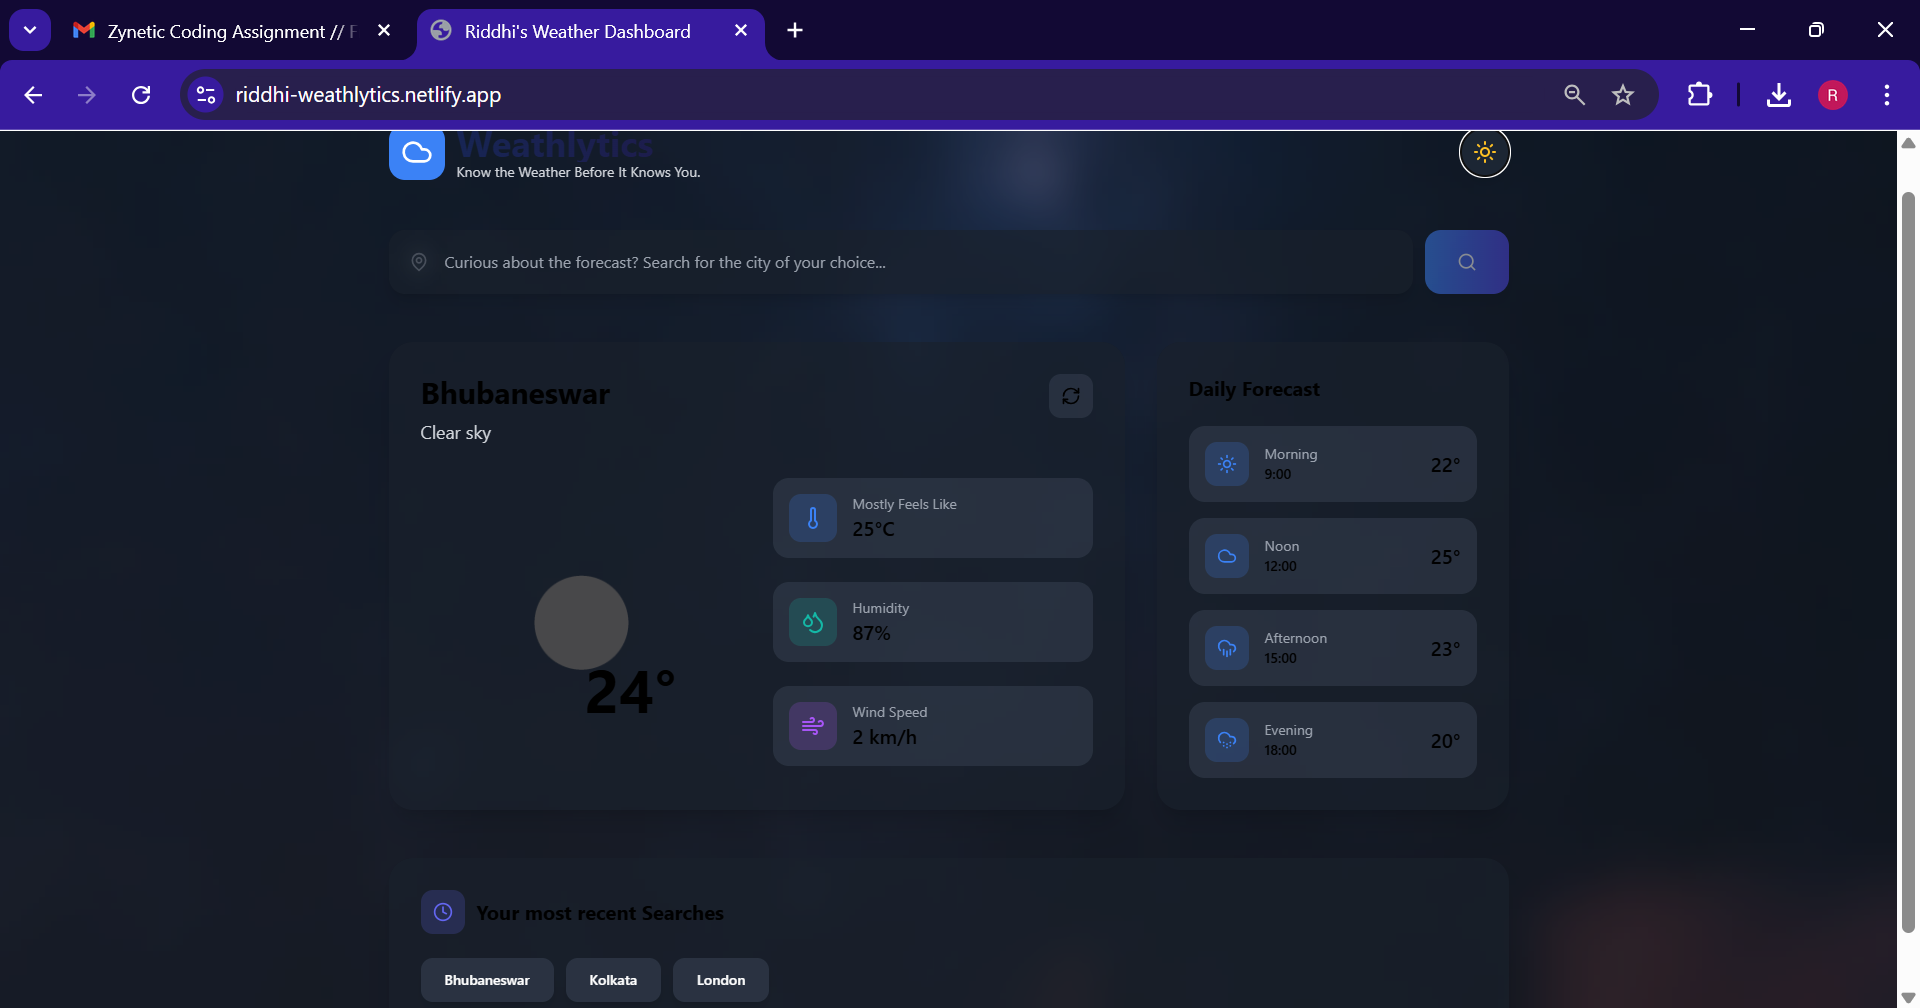 Zynetic Coding Assignment // F
Riddhi's Weather Dashboard
riddhi-weathlytics.netlify.app
R
Weathlytics
Know the Weather Before It Knows You.
Curious about the forecast? Search for the city of your choice...
Bhubaneswar
Clear sky
24°
Mostly Feels Like
25°C
Humidity
87%
Wind Speed
2 km/h
Daily Forecast
Morning
9:00
22°
Noon
12:00
25°
Afternoon
15:00
23°
Evening
18:00
20°
Your most recent Searches
Bhubaneswar
Kolkata
London